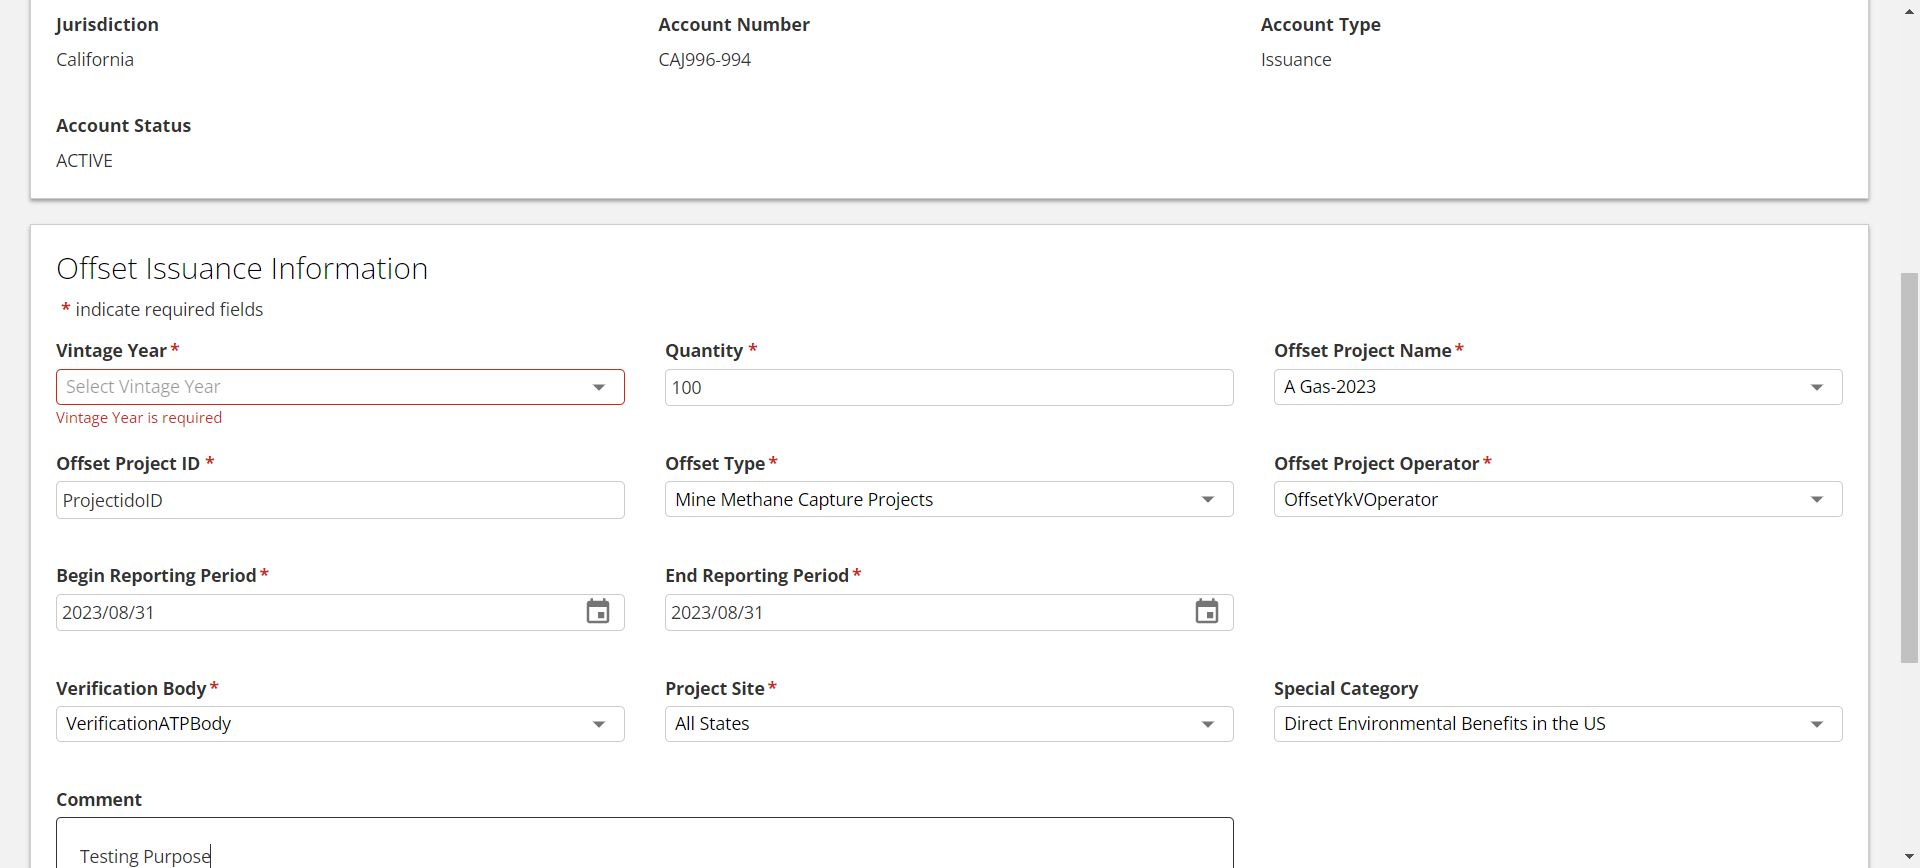 Jurisdiction
Account Number
Account Type
California
CAJ996-994
Issuance
Account Status
ACTIVE
Offset Issuance Information
* indicate required fields
Vintage Year *
Quantity *
Offset Project Name *
Select Vintage Year
100
A Gas-2023
Vintage Year is required
Offset Project ID *
Offset Type *
Offset Project Operator *
ProjectidoID
Mine Methane Capture Projects
OffsetYkVOperator
Begin Reporting Period *
End Reporting Period *
2023/08/31
2023/08/31
Verification Body *
Project Site *
Special Category
VerificationATPBody
All States
Direct Environmental Benefits in the US
Comment
Testing Purpose